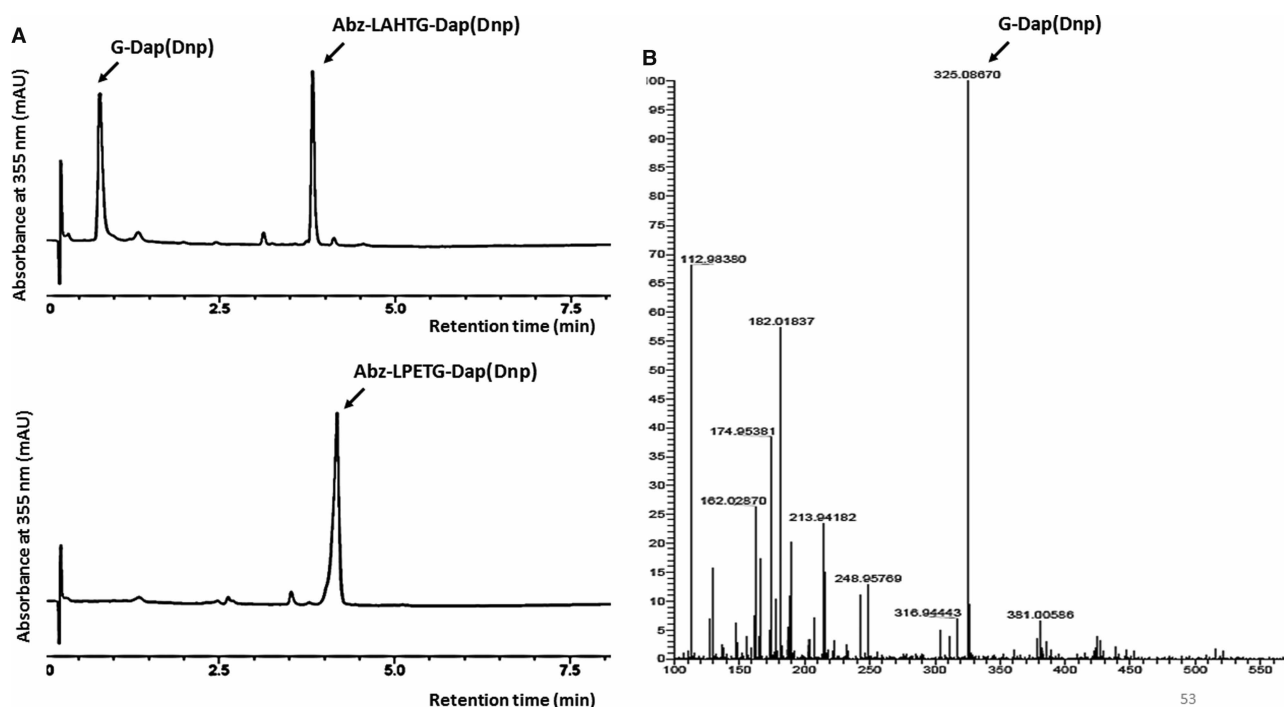 A
G-Dap(Dnp)
Abz-LAHTG-Dap(Dnp)
Absorbance at 355 nm (mAU)
0 2.5 5.0 7.5
Retention time (min)
Abz-LPETG-Dap(Dnp)
Absorbance at 355 nm (mAU)
0 2.5 5.0 7.5
Retention time (min)
B
G-Dap(Dnp)
325.08670
112.98380
182.01837
174.95381
162.02870
213.94182
248.95769
316.94443
381.00586
100
95
90
85
80
75
70
65
60
55
50
45
40
35
30
25
20
15
10
5
0
100 150 200 250 300 350 400 450 500 550
53